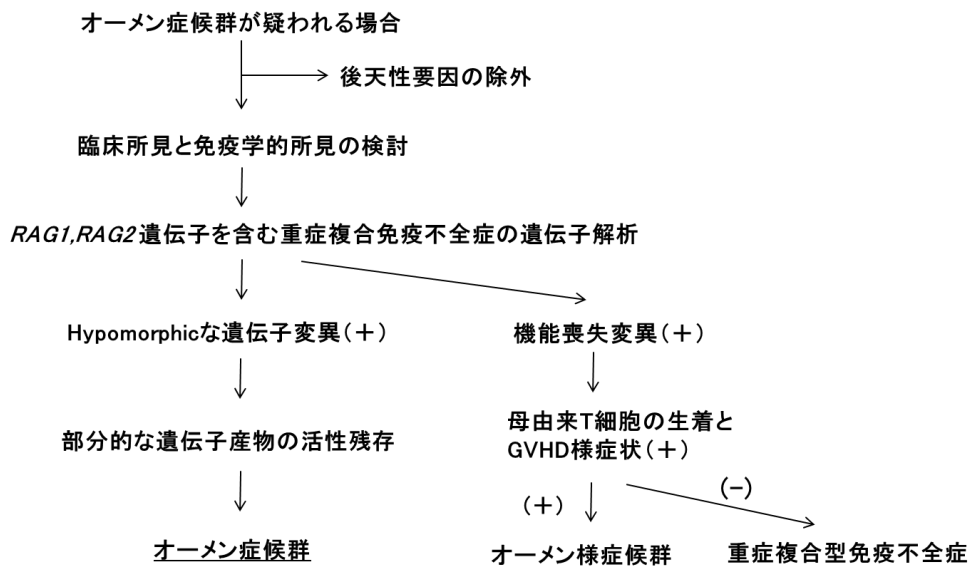 オーメン症候群が疑われる場合
後天性要因の除外
臨床所見と免疫学的所見の検討
RAG1,RAG2遺伝子を含む重症複合免疫不全症の遺伝子解析
Hypomorphicな遺伝子変異(+)
機能喪失変異(+)
部分的な遺伝子産物の活性残存
母由来T細胞の生着と
GVHD様症状(+)
(+)
(-)
オーメン症候群
オーメン様症候群
重症複合型免疫不全症